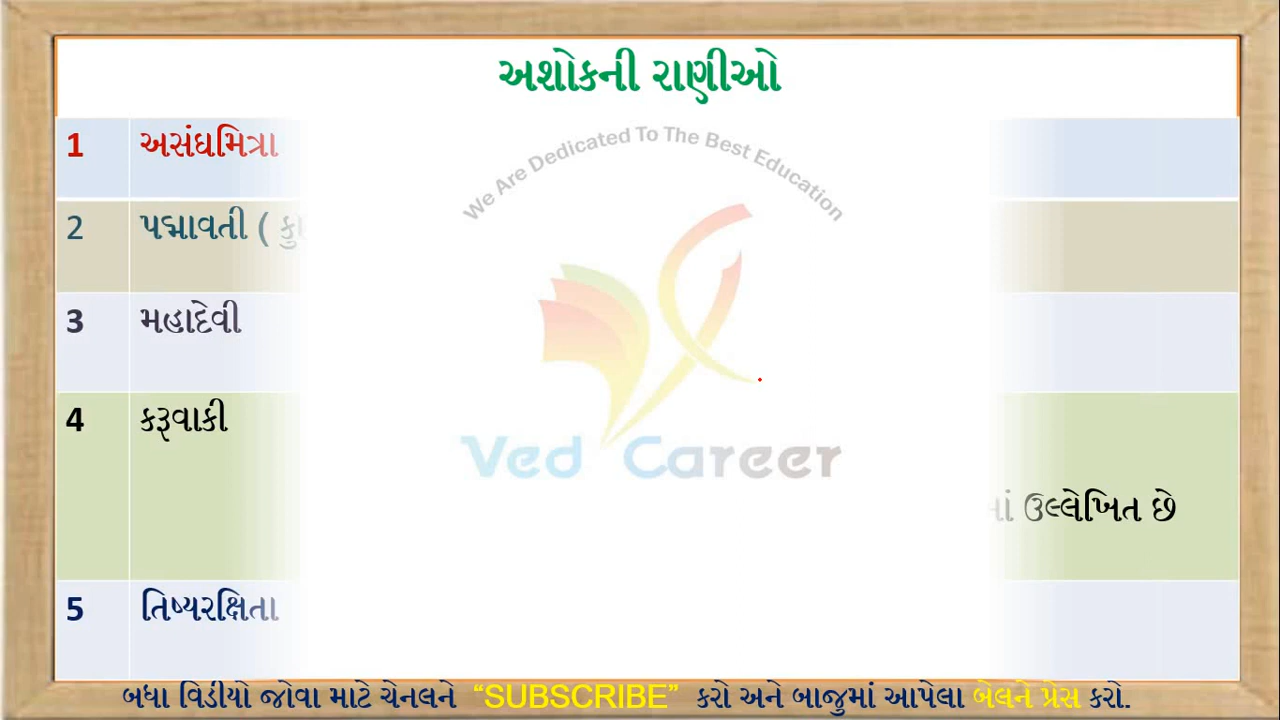 અશોકની રાણીઓ
We Are Dedicated To The Best Education
1 અસંઘમિત્રા
2 પદ્માવતી (
3 મહાદેવી
4 કરૂવાકી
Ved Career
ઉલ્લેખિત છે
5 તિષ્યરક્ષિતા
બધા વિડીયો જોવા માટે ચેનલને “SUBSCRIBE” કરો અને બાજુમાં આપેલા બેલને પ્રેસ કરો.